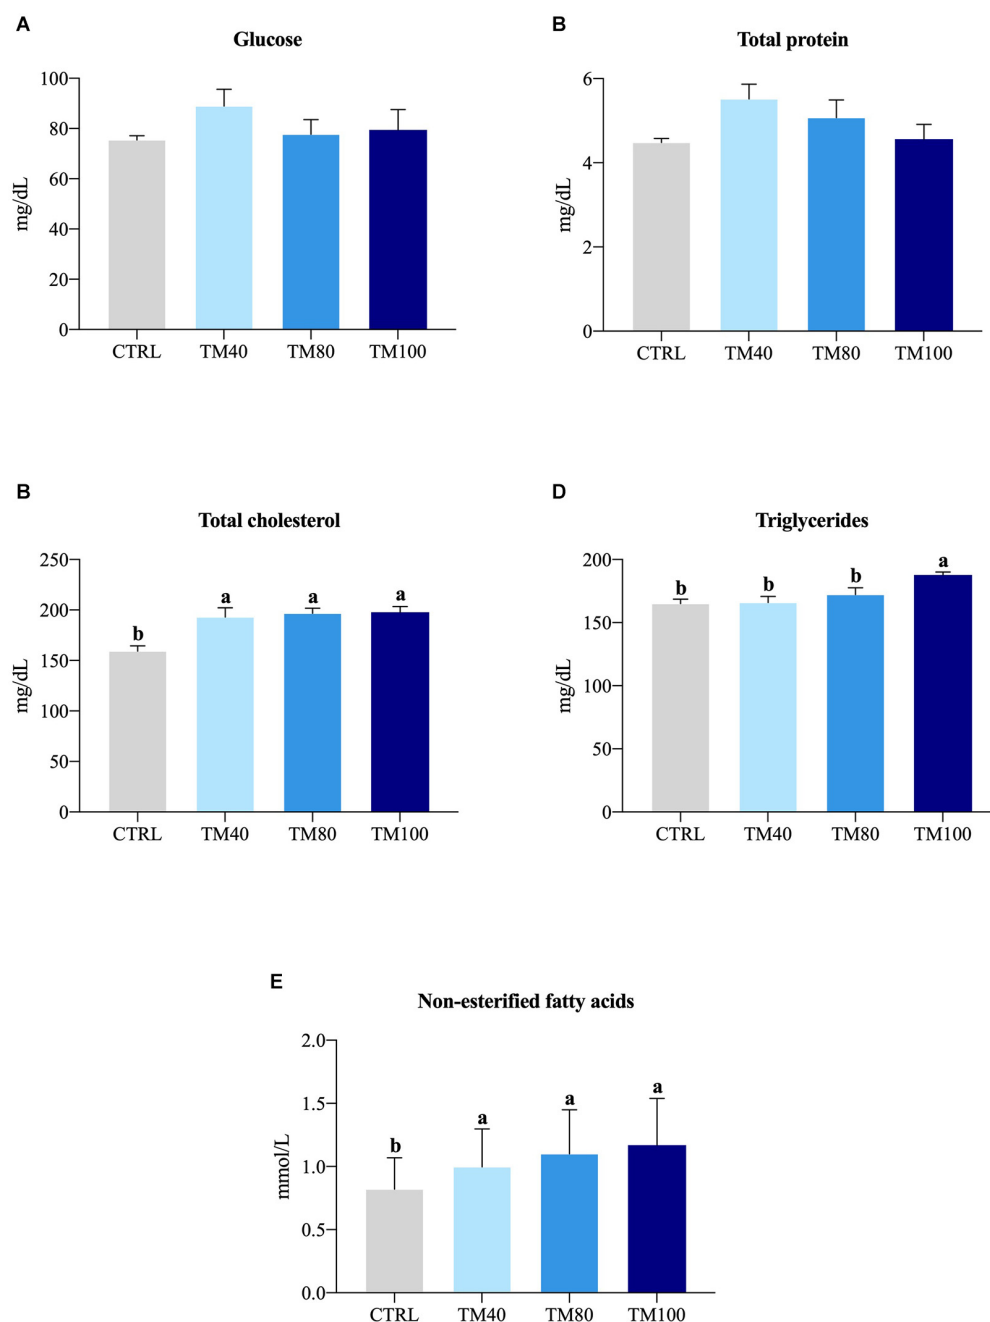 A
Glucose
100
80
60
40
20
0
mg/dL
CTRL TM40 TM80 TM100
B
Total protein
6
4
2
0
mg/dL
CTRL TM40 TM80 TM100
B
Total cholesterol
250
200
150
100
50
0
mg/dL
b a a a
CTRL TM40 TM80 TM100
D
Triglycerides
200
150
100
50
0
mg/dL
b b b a
CTRL TM40 TM80 TM100
E
Non-esterified fatty acids
2.0
1.5
1.0
0.5
0.0
mmol/L
b a a a
CTRL TM40 TM80 TM100